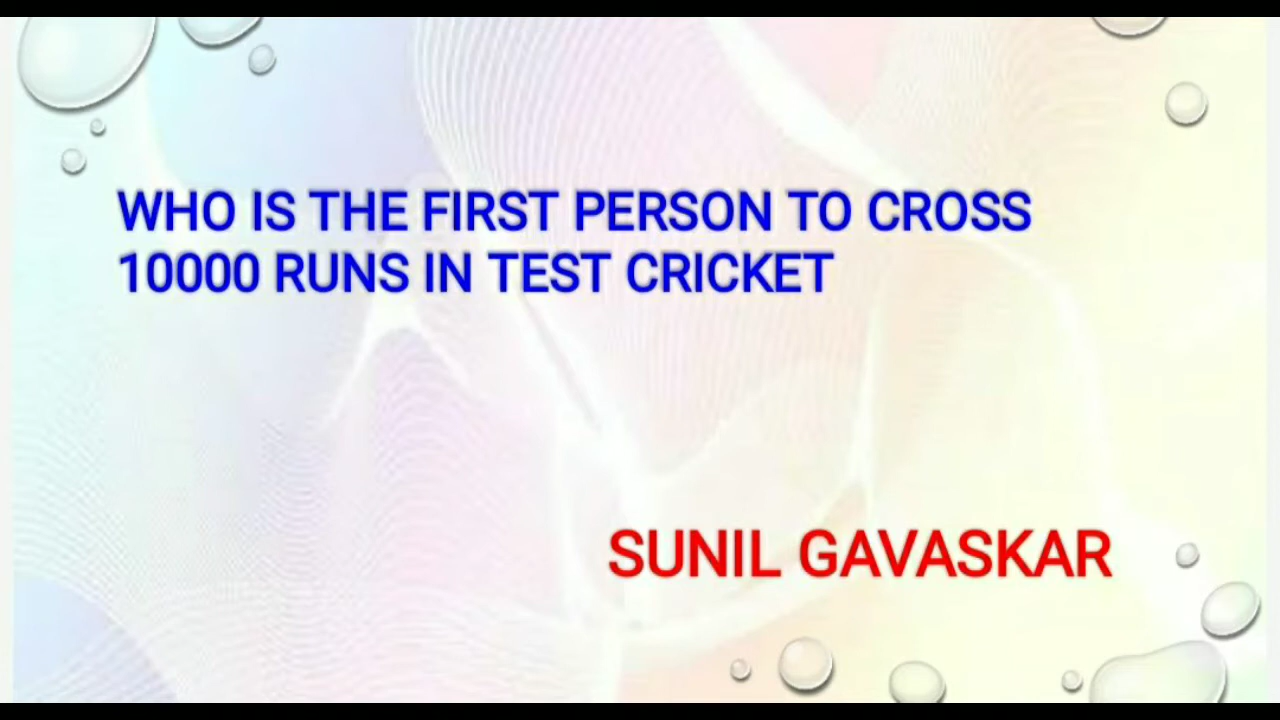 WHO IS THE FIRST PERSON TO CROSS
10000 RUNS IN TEST CRICKET
SUNIL GAVASKAR